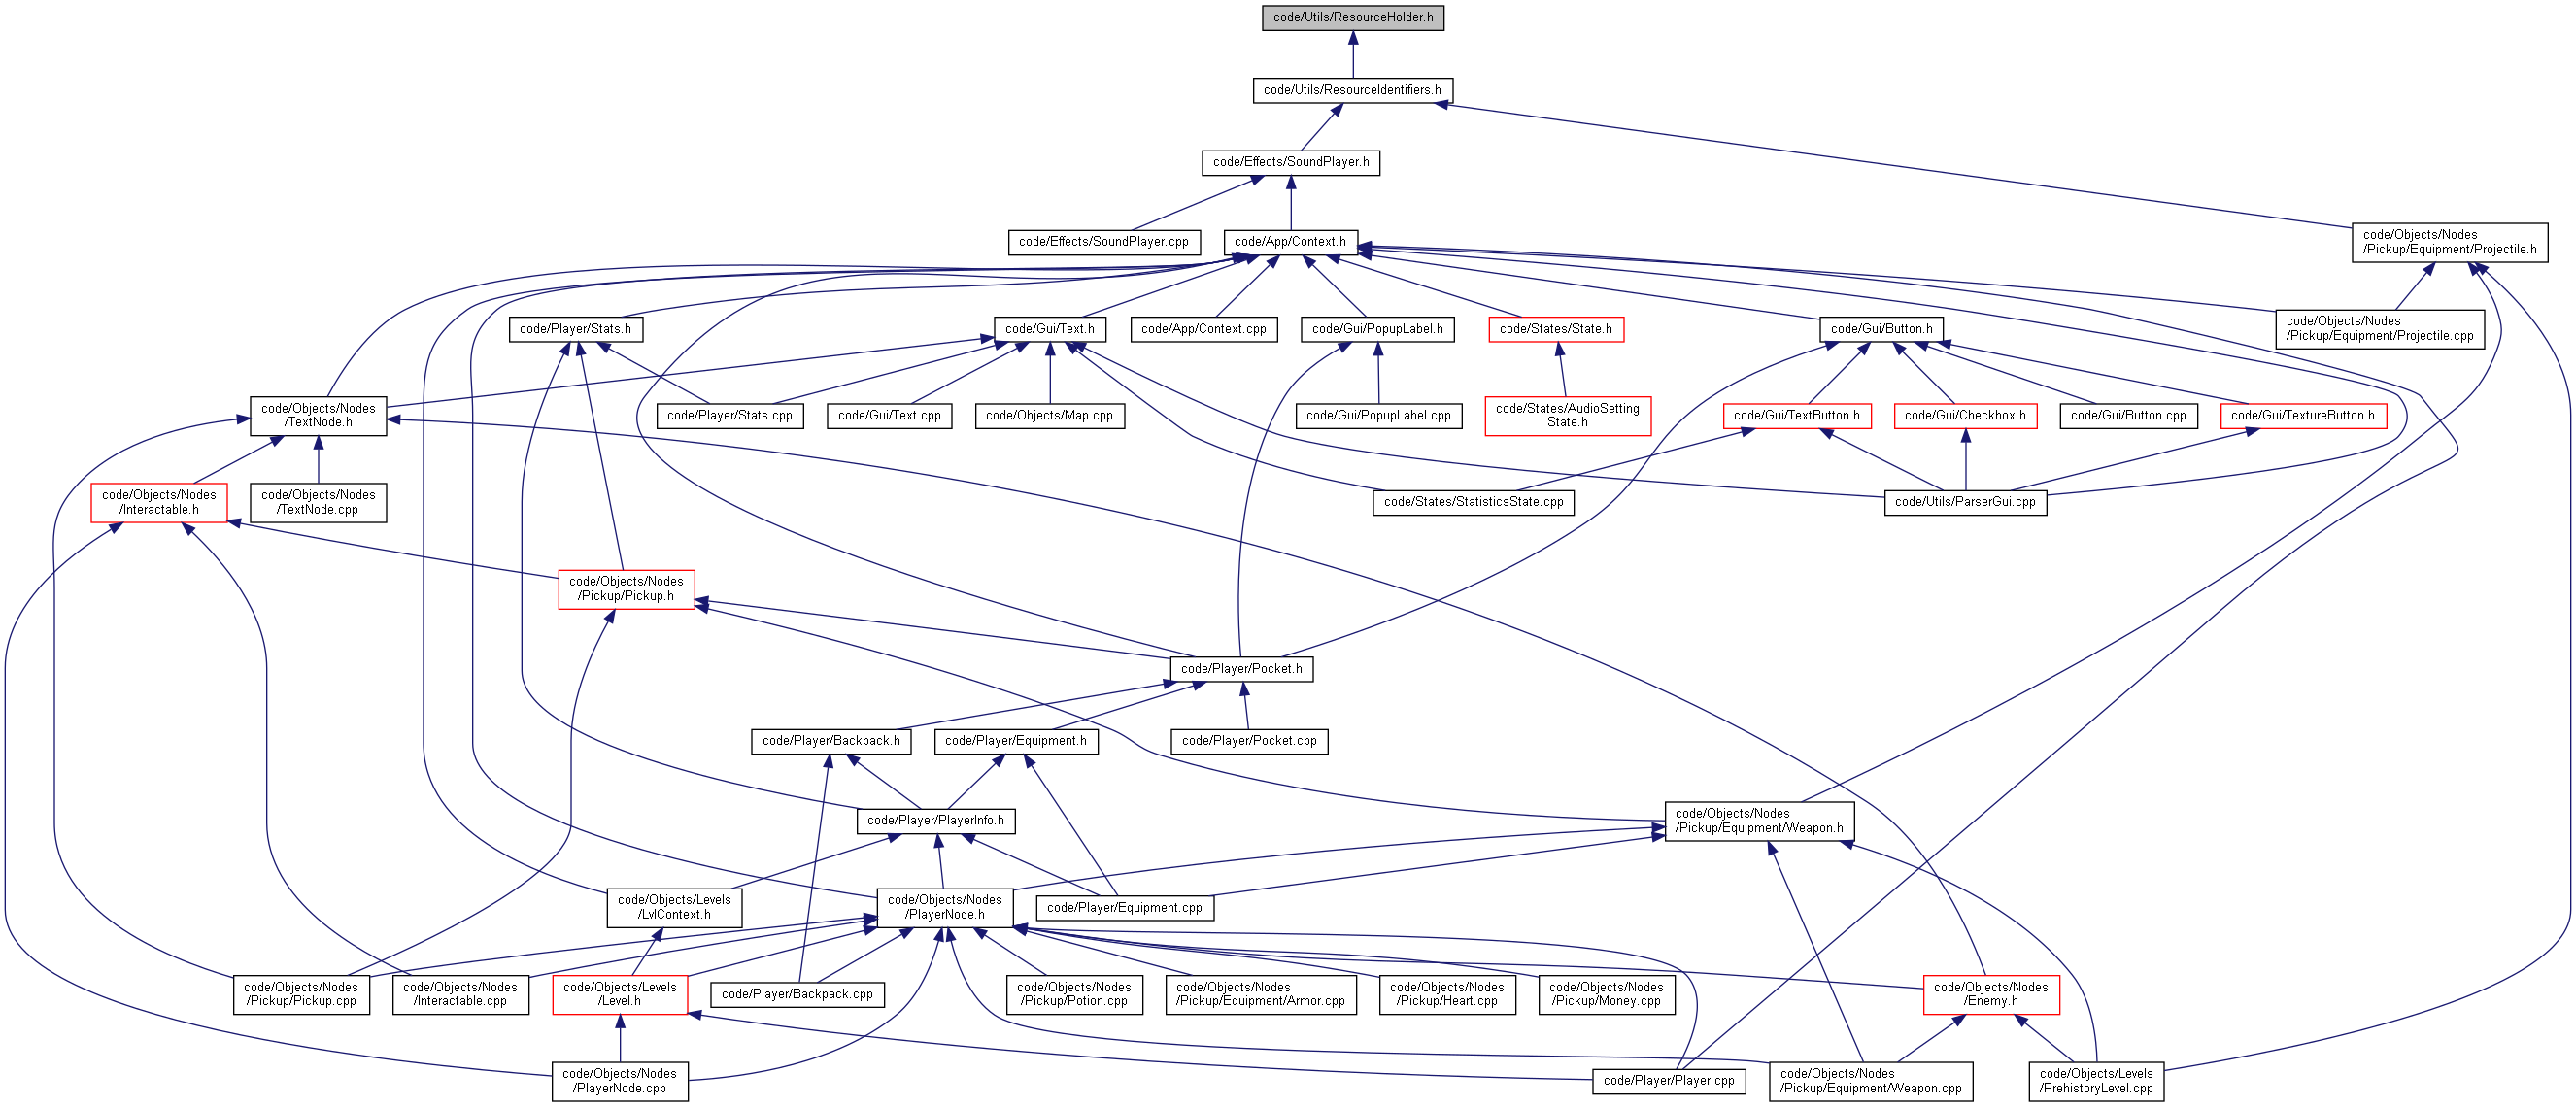 code/Utils/ResourceHolder.h
code/Utils/ResourceIdentifiers.h
code/Effects/SoundPlayer.h
code/Effects/SoundPlayer.cpp
code/App/Context.h
code/Objects/Nodes
/Pickup/Equipment/Projectile.h
code/Player/Stats.h
code/Gui/Text.h
code/App/Context.cpp
code/Gui/PopupLabel.h
code/States/State.h
code/Gui/Button.h
code/Objects/Nodes
/Pickup/Equipment/Projectile.cpp
code/Objects/Nodes
/TextNode.h
code/Player/Stats.cpp
code/Gui/Text.cpp
code/Objects/Map.cpp
code/Gui/PopupLabel.cpp
code/States/AudioSetting
State.h
code/Gui/TextButton.h
code/Gui/Checkbox.h
code/Gui/Button.cpp
code/Gui/TextureButton.h
code/Objects/Nodes
/Interactable.h
code/Objects/Nodes
/TextNode.cpp
code/States/StatisticsState.cpp
code/Utils/ParserGui.cpp
code/Objects/Nodes
/Pickup/Pickup.h
code/Player/Pocket.h
code/Player/Backpack.h
code/Player/Equipment.h
code/Player/Pocket.cpp
code/Player/PlayerInfo.h
code/Objects/Nodes
/Pickup/Equipment/Weapon.h
code/Objects/Levels
/LvlContext.h
code/Objects/Nodes
/PlayerNode.h
code/Player/Equipment.cpp
code/Objects/Nodes
/Pickup/Pickup.cpp
code/Objects/Nodes
/Interactable.cpp
code/Objects/Levels
/Level.h
code/Player/Backpack.cpp
code/Objects/Nodes
/Pickup/Potion.cpp
code/Objects/Nodes
/Pickup/Equipment/Armor.cpp
code/Objects/Nodes
/Pickup/Heart.cpp
code/Objects/Nodes
/Pickup/Money.cpp
code/Objects/Nodes
/Enemy.h
code/Objects/Nodes
/PlayerNode.cpp
code/Player/Player.cpp
code/Objects/Nodes
/Pickup/Equipment/Weapon.cpp
code/Objects/Levels
/PrehistoryLevel.cpp